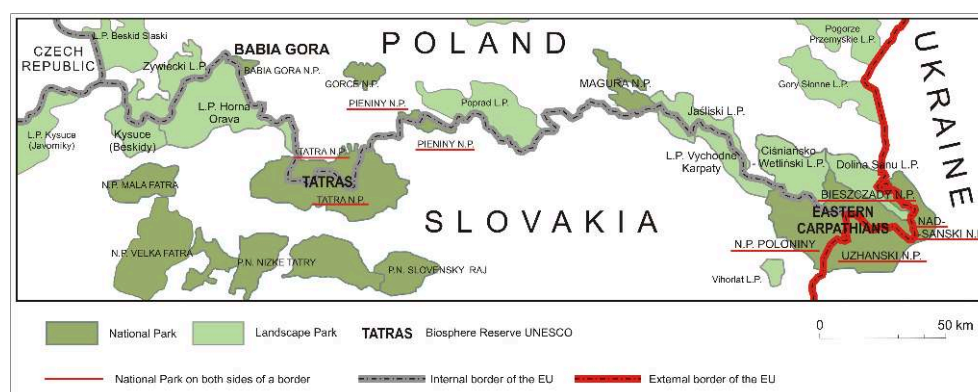 POLAND
UKRAINE
SLOVAKIA
CZECH
REPUBLIC
L.P. Beskid Slaski
Zywiecki L.P.
BABIA GORA
BABIA GORA N.P.
GORCE N.P.
L.P. Horna
Orava
L.P. Kysuce
(Javorniky)
Kysuce
(Beskidy)
PIENINY N.P.
Poprad L.P.
PIENINY N.P.
MAGURA N.P.
Jaśliski L.P.
L.P. Vychodne
Karpaty
Pogorze
Przemyskie L.P.
Gory Slonne L.P.
Ciśniańsko
- Wetliński L.P.
Dolina Sanu L.P.
TATRA N.P.
TATRAS
TATRA N.P.
N.P. MALA FATRA
N.P. VELKA FATRA
P.N. NIZKE TATRY
P.N. SLOVENSKY RAJ
BIESZCZADY N.P.
EASTERN
CARPATHIANS
NAD-
SANSKI N.P.
N.P. POLONINY
UZHANSKI N.P.
Vihorlat L.P.
National Park
Landscape Park
TATRAS
Biosphere Reserve UNESCO
0 50 km
National Park on both sides of a border
Internal border of the EU
External border of the EU